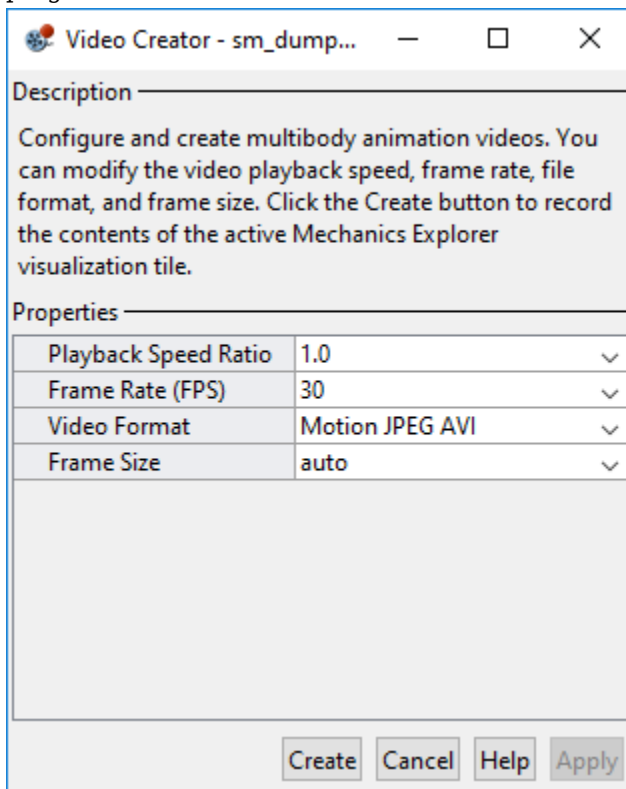 Video Creator - sm_dump...
Description
Configure and create multibody animation videos. You
can modify the video playback speed, frame rate, file
format, and frame size. Click the Create button to record
the contents of the active Mechanics Explorer
visualization tile.
Properties
Playback Speed Ratio 1.0
Frame Rate (FPS) 30
Video Format Motion JPEG AVI
Frame Size auto
Create Cancel Help Apply